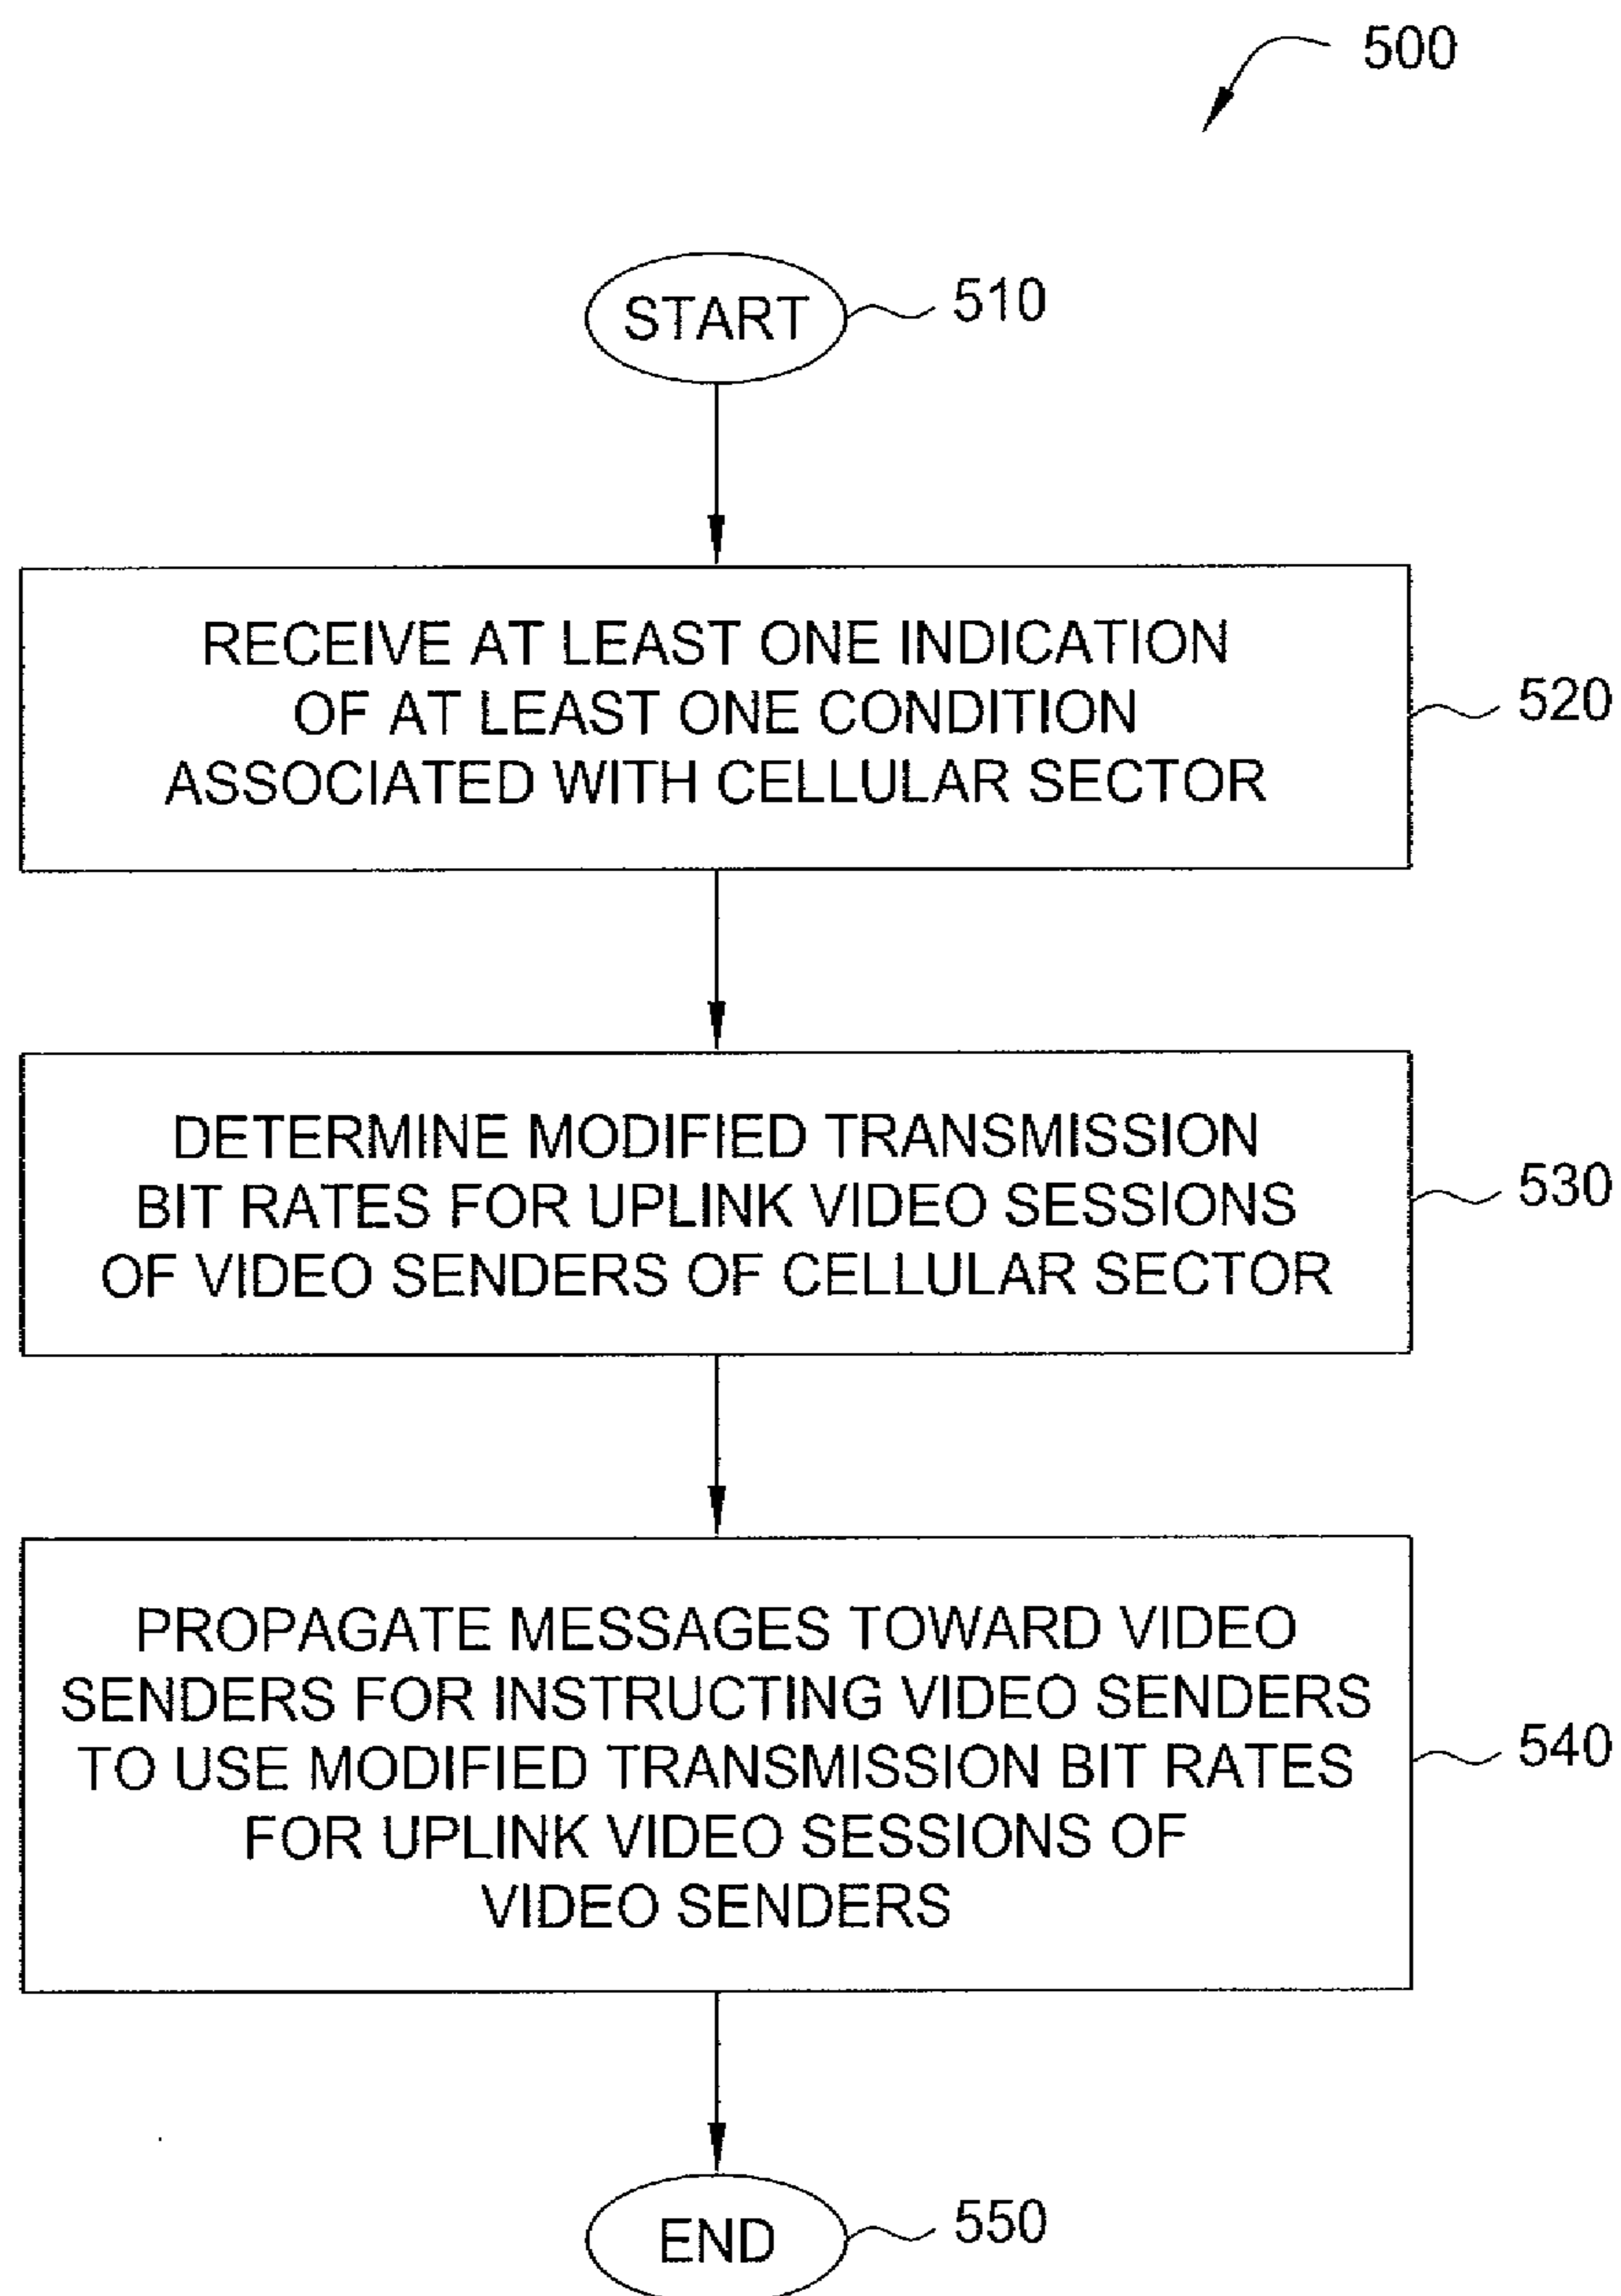 500
START
510
RECEIVE AT LEAST ONE INDICATION
OF AT LEAST ONE CONDITION
ASSOCIATED WITH CELLULAR SECTOR
520
DETERMINE MODIFIED TRANSMISSION
BIT RATES FOR UPLINK VIDEO SESSIONS
OF VIDEO SENDERS OF CELLULAR SECTOR
530
PROPAGATE MESSAGES TOWARD VIDEO
SENDERS FOR INSTRUCTING VIDEO SENDERS
TO USE MODIFIED TRANSMISSION BIT RATES
FOR UPLINK VIDEO SESSIONS OF
VIDEO SENDERS
540
END
550